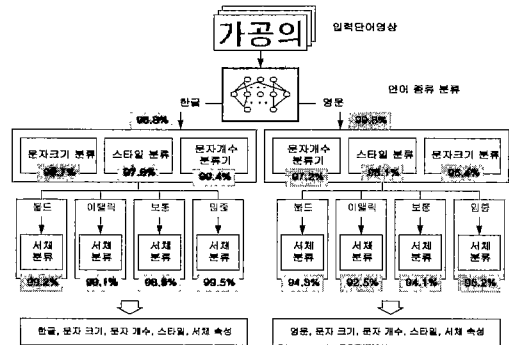 가공의
입력단어영상
언어 종류 분류
한글
영문
99.8%
문자크기 분류
스타일 분류
문자개수
분류기
문자개수
분류기
스타일 분류
문자크기 분류
97.2%
볼드
이탤릭
보통
밑줄
볼드
이탤릭
보통
밑줄
서체
분류
서체
분류
서체
분류
서체
분류
서체
분류
서체
분류
서체
분류
서체
분류
99.2%
99.1%
99.5%
94.3%
92.5%
94.1%
한글, 문자 크기, 문자 개수, 스타일, 서체 속성
영문, 문자 크기, 문자 개수, 스타일, 서체 속성